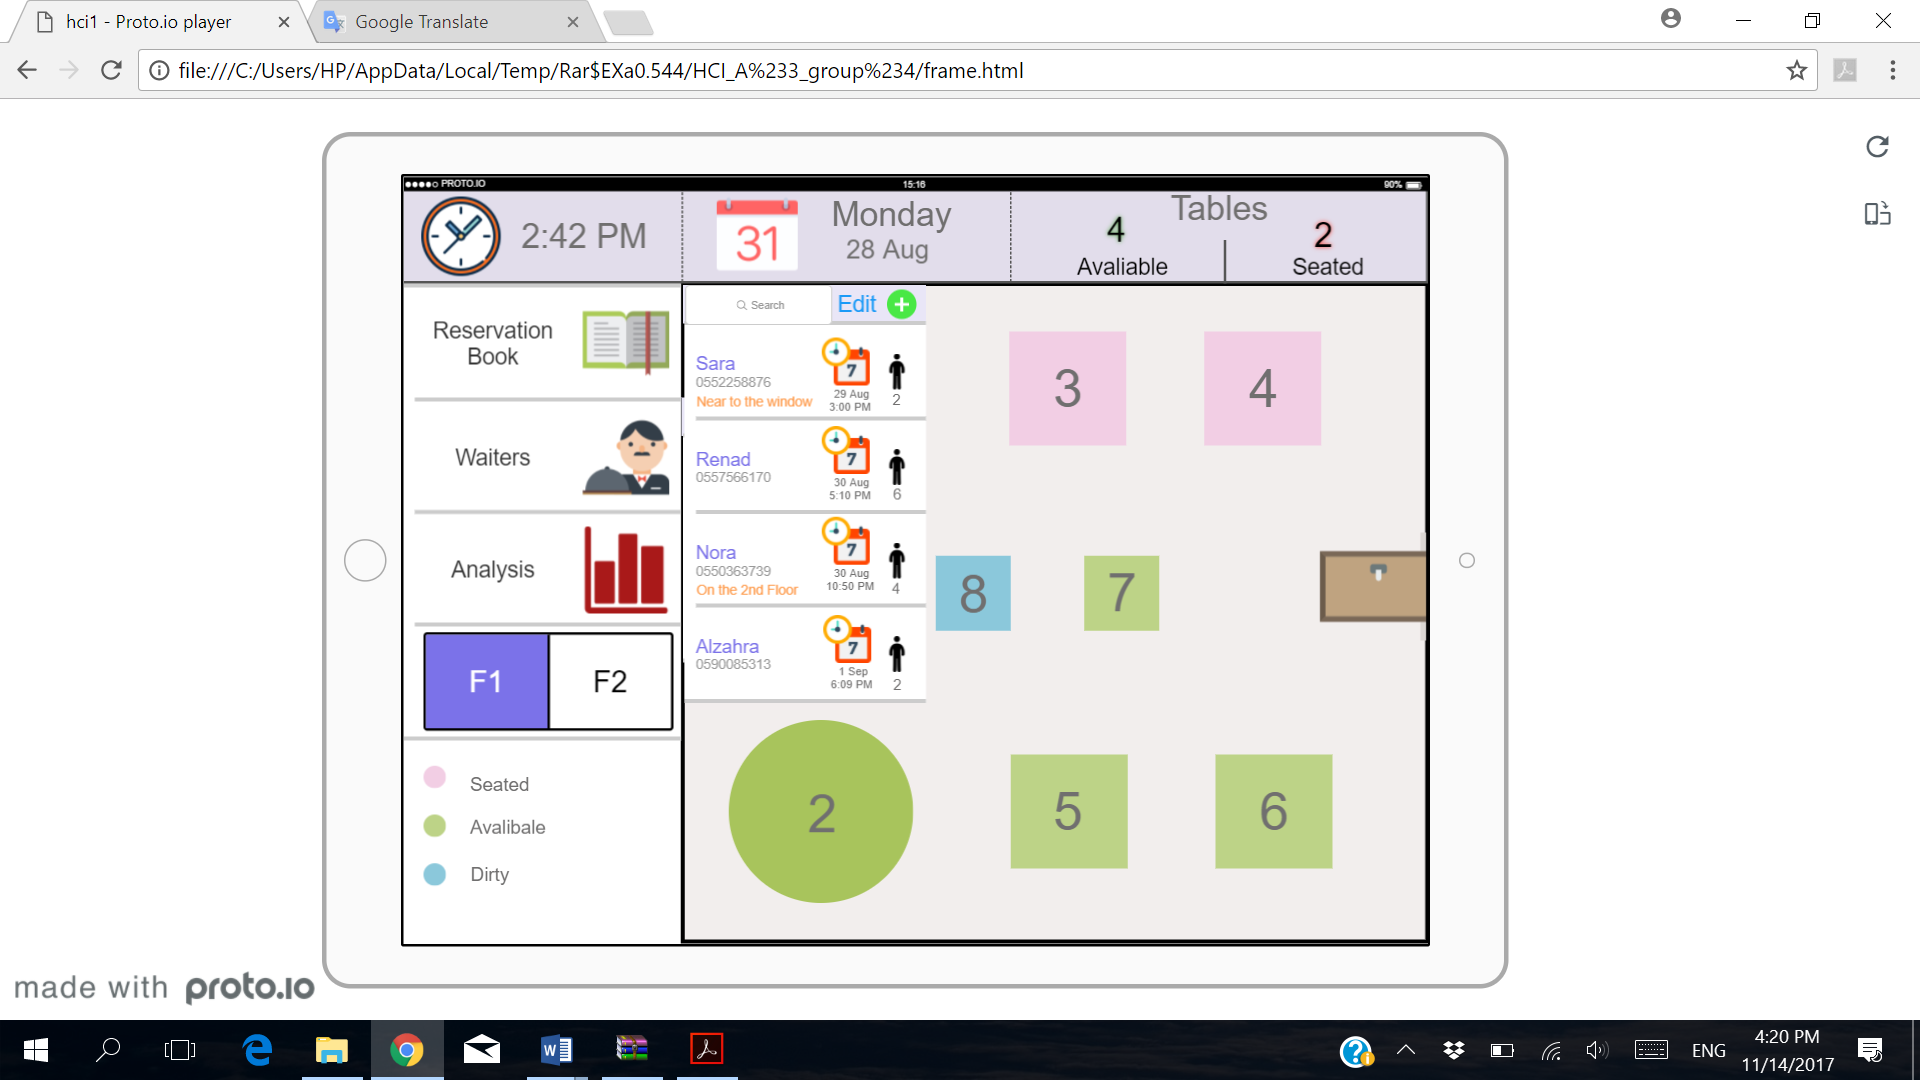 hci1 - Proto.io player
Google Translate
file:///C:/Users/HP/AppData/Local/Temp/Rar$EXa0.544/HCI_A%233_group%234/frame.html
PROTO.IO
15:16
90%
2:42 PM
31
Monday
28 Aug
Tables
4
Avaliable
2
Seated
Reservation
Book
Waiters
Analysis
F1
F2
Seated
Avalibale
Dirty
Search
Edit
Sara
0552258876
Near to the window
7
29 Aug
3:00 PM
2
Renad
0557566170
7
30 Aug
5:10 PM
6
Nora
0550363739
On the 2nd Floor
7
30 Aug
10:50 PM
4
Alzahra
0590085313
7
1 Sep
6:09 PM
2
3
4
8
7
2
5
6
made with proto.io
ENG
4:20 PM
11/14/2017